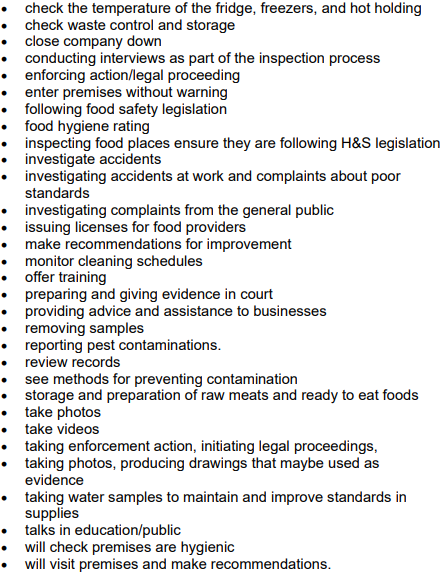 • check the temperature of the fridge, freezers, and hot holding
• check waste control and storage
• close company down
• conducting interviews as part of the inspection process
• enforcing action/legal proceeding
• enter premises without warning
• following food safety legislation
• food hygiene rating
• inspecting food places ensure they are following H&S legislation
• investigate accidents
• investigating accidents at work and complaints about poor
standards
• investigating complaints from the general public
• issuing licenses for food providers
• make recommendations for improvement
• monitor cleaning schedules
• offer training
• preparing and giving evidence in court
• providing advice and assistance to businesses
• removing samples
• reporting pest contaminations.
• review records
• see methods for preventing contamination
• storage and preparation of raw meats and ready to eat foods
• take photos
• take videos
• taking enforcement action, initiating legal proceedings,
• taking photos, producing drawings that maybe used as
evidence
• taking water samples to maintain and improve standards in
supplies
• talks in education/public
• will check premises are hygienic
• will visit premises and make recommendations.